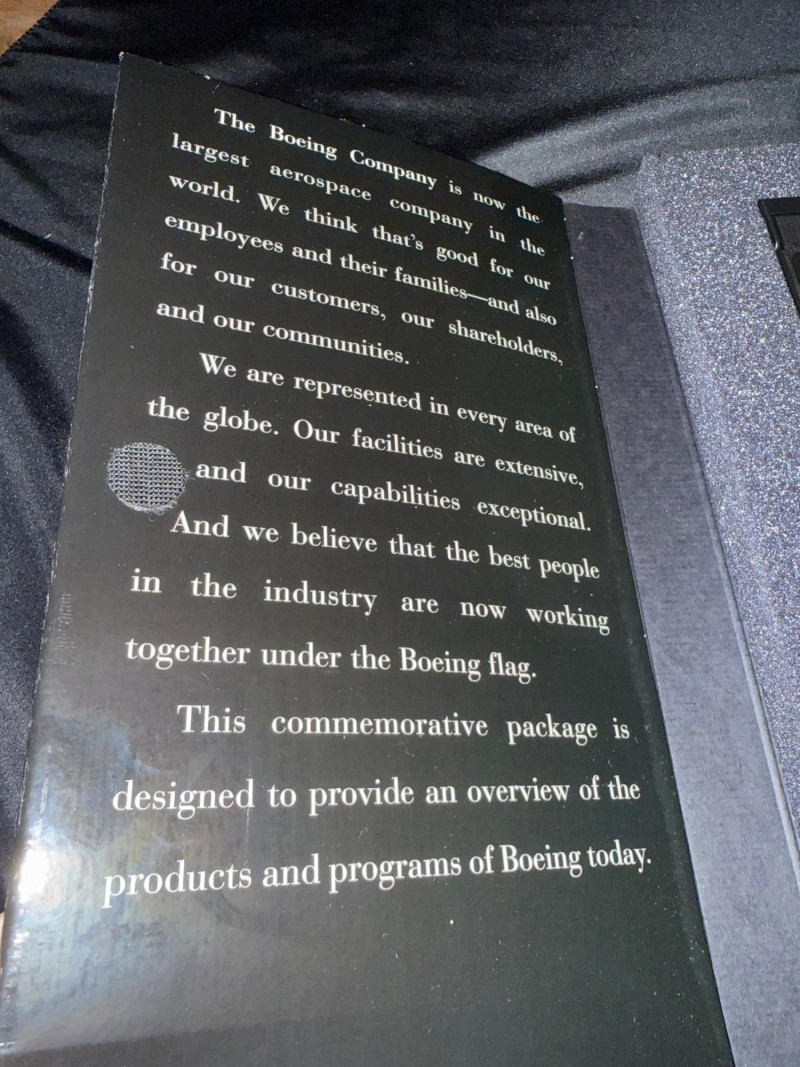 The Boeing Company is now the
largest aerospace company in the
world. We think that's good for our
employees and their families—and also
for our customers, our shareholders,
and our communities.
We are represented in every area of
the globe. Our facilities are extensive,
and our capabilities exceptional.
And we believe that the best people
in the industry are now working
together under the Boeing flag.
This commemorative package is
designed to provide an overview of the
products and programs of Boeing today.